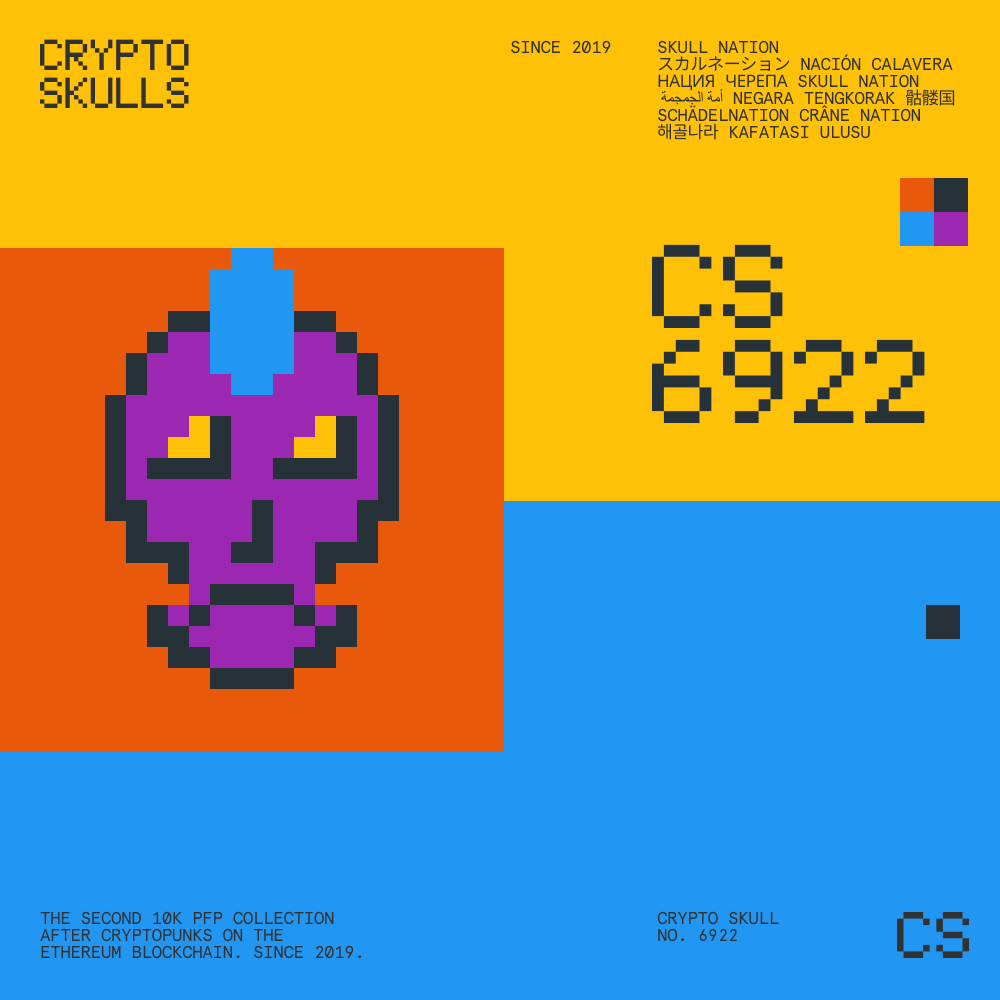 CRYPTO
SKULLS
SINCE 2019
SKULL NATION
スカルネーション NACIÓN CALAVERA
НАЦИЯ ЧЕРЕПА SKULL NATION
أمة الجمجمة NEGARA TENGKORAK 骷髅国
SCHÄDELNATION CRÂNE NATION
해골나라 KAFATASI ULUSU
CS
6922
THE SECOND 10K PFP COLLECTION
AFTER CRYPTOPUNKS ON THE
ETHEREUM BLOCKCHAIN. SINCE 2019.
CRYPTO SKULL
NO. 6922
CS